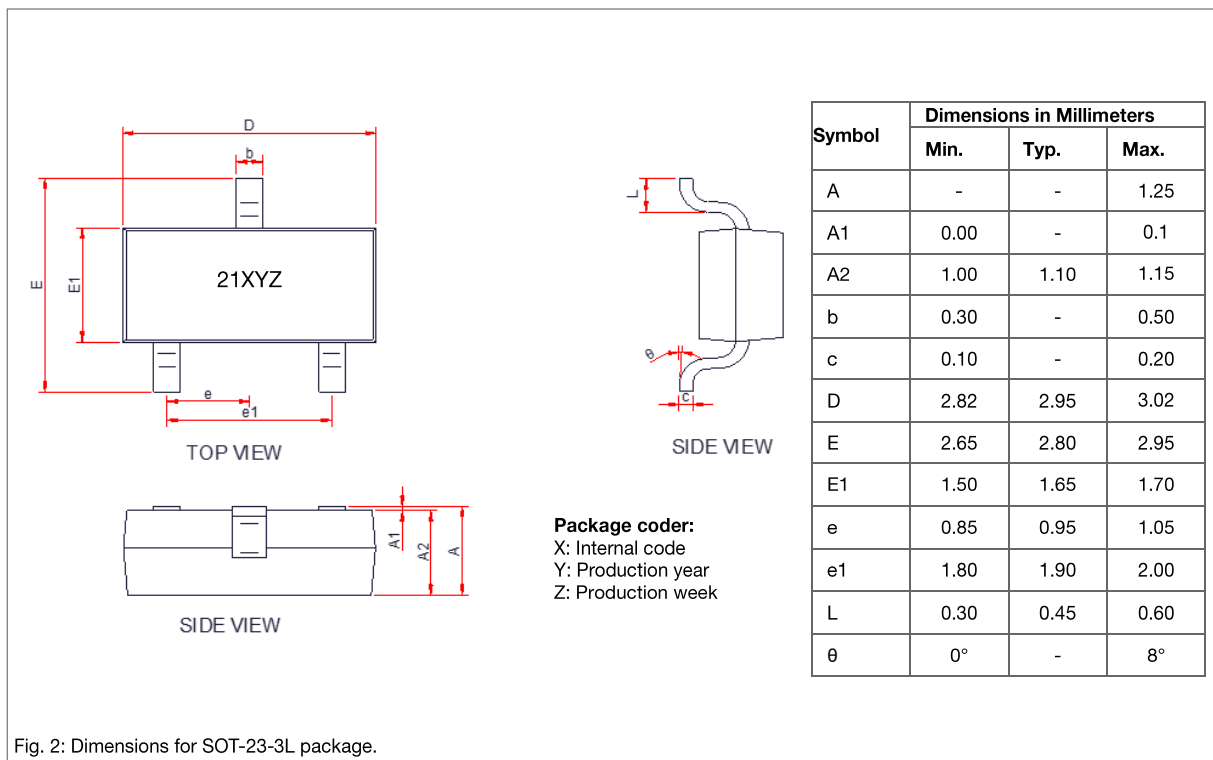 D
b
E
E1
21XYZ
e
e1
TOP VIEW
L
θ
c
SIDE VIEW
A1
A2
A
SIDE VIEW
Package coder:
X: Internal code
Y: Production year
Z: Production week
Symbol Dimensions in Millimeters
Min. Typ. Max.
A - - 1.25
A1 0.00 - 0.1
A2 1.00 1.10 1.15
b 0.30 - 0.50
c 0.10 - 0.20
D 2.82 2.95 3.02
E 2.65 2.80 2.95
E1 1.50 1.65 1.70
e 0.85 0.95 1.05
e1 1.80 1.90 2.00
L 0.30 0.45 0.60
θ 0° - 8°
Fig. 2: Dimensions for SOT-23-3L package.